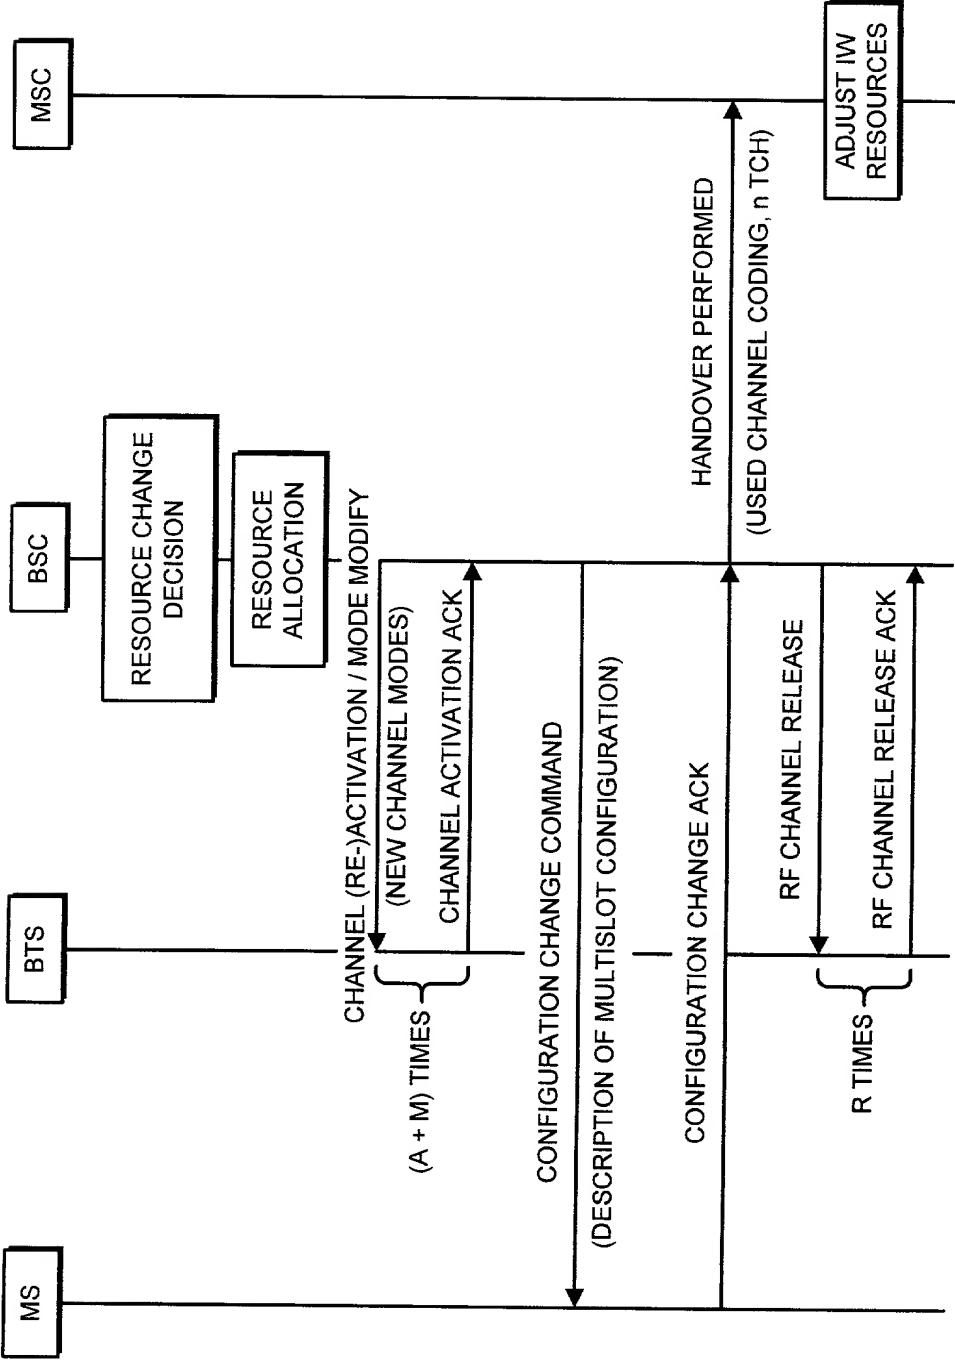 MS
BTS
BSC
MSC
RESOURCE CHANGE
DECISION
RESOURCE
ALLOCATION
CHANNEL (RE-)ACTIVATION / MODE MODIFY
(NEW CHANNEL MODES)
(A + M) TIMES
CHANNEL ACTIVATION ACK
CONFIGURATION CHANGE COMMAND
(DESCRIPTION OF MULTISLOT CONFIGURATION)
CONFIGURATION CHANGE ACK
HANDOVER PERFORMED
(USED CHANNEL CODING, n TCH)
RF CHANNEL RELEASE
R TIMES
RF CHANNEL RELEASE ACK
ADJUST IW
RESOURCES